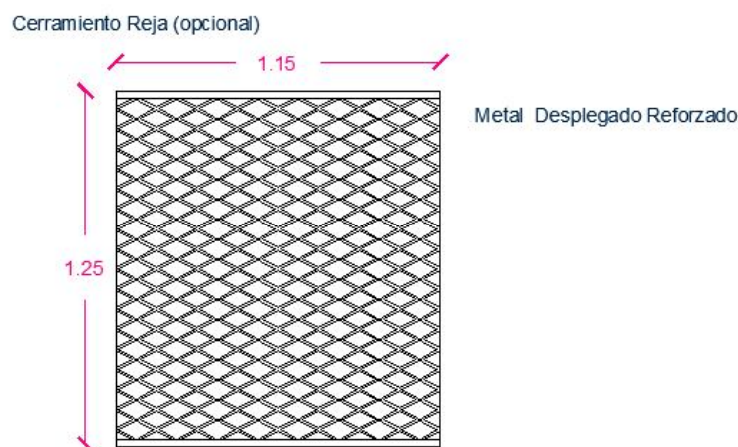 Cerramiento Reja (opcional)
1.15
Metal Desplegado Reforzado
1.25